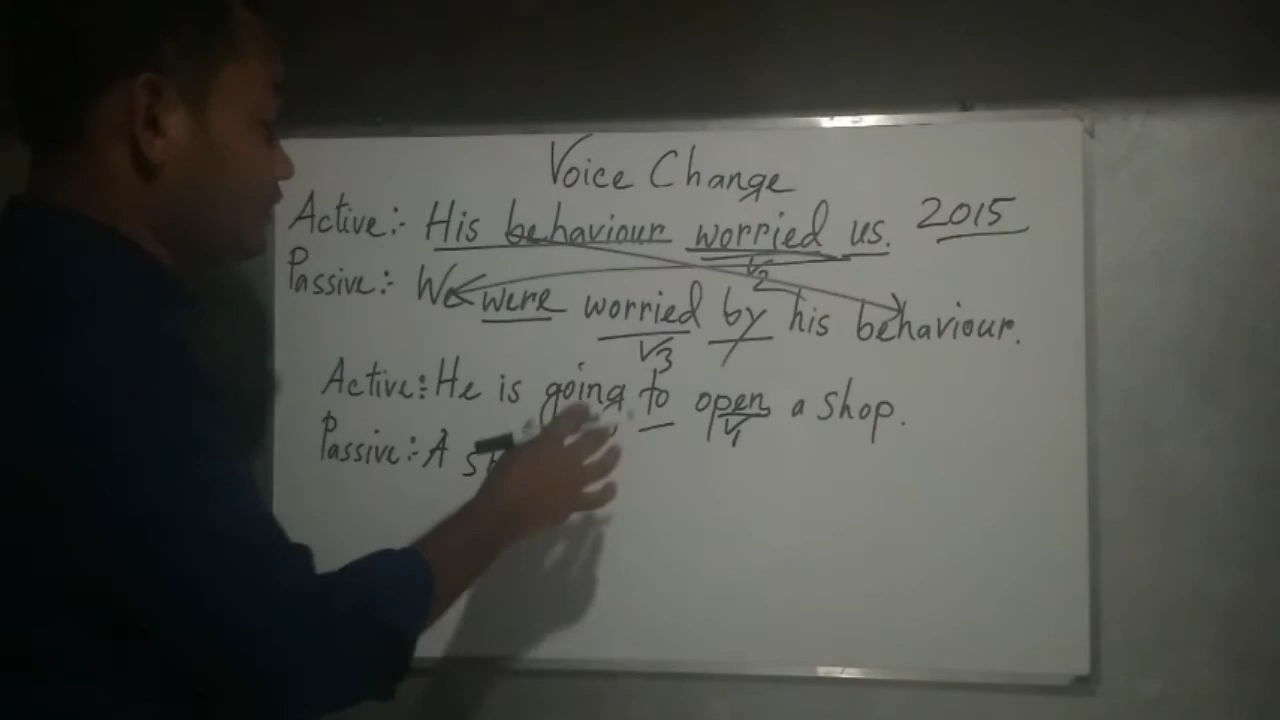 Voice Change
Active:- His behaviour worried us. 2015
V2
Passive:- We were worried by his behaviour.
V3
Active:- He is going to open a shop.
V1
Passive:- A